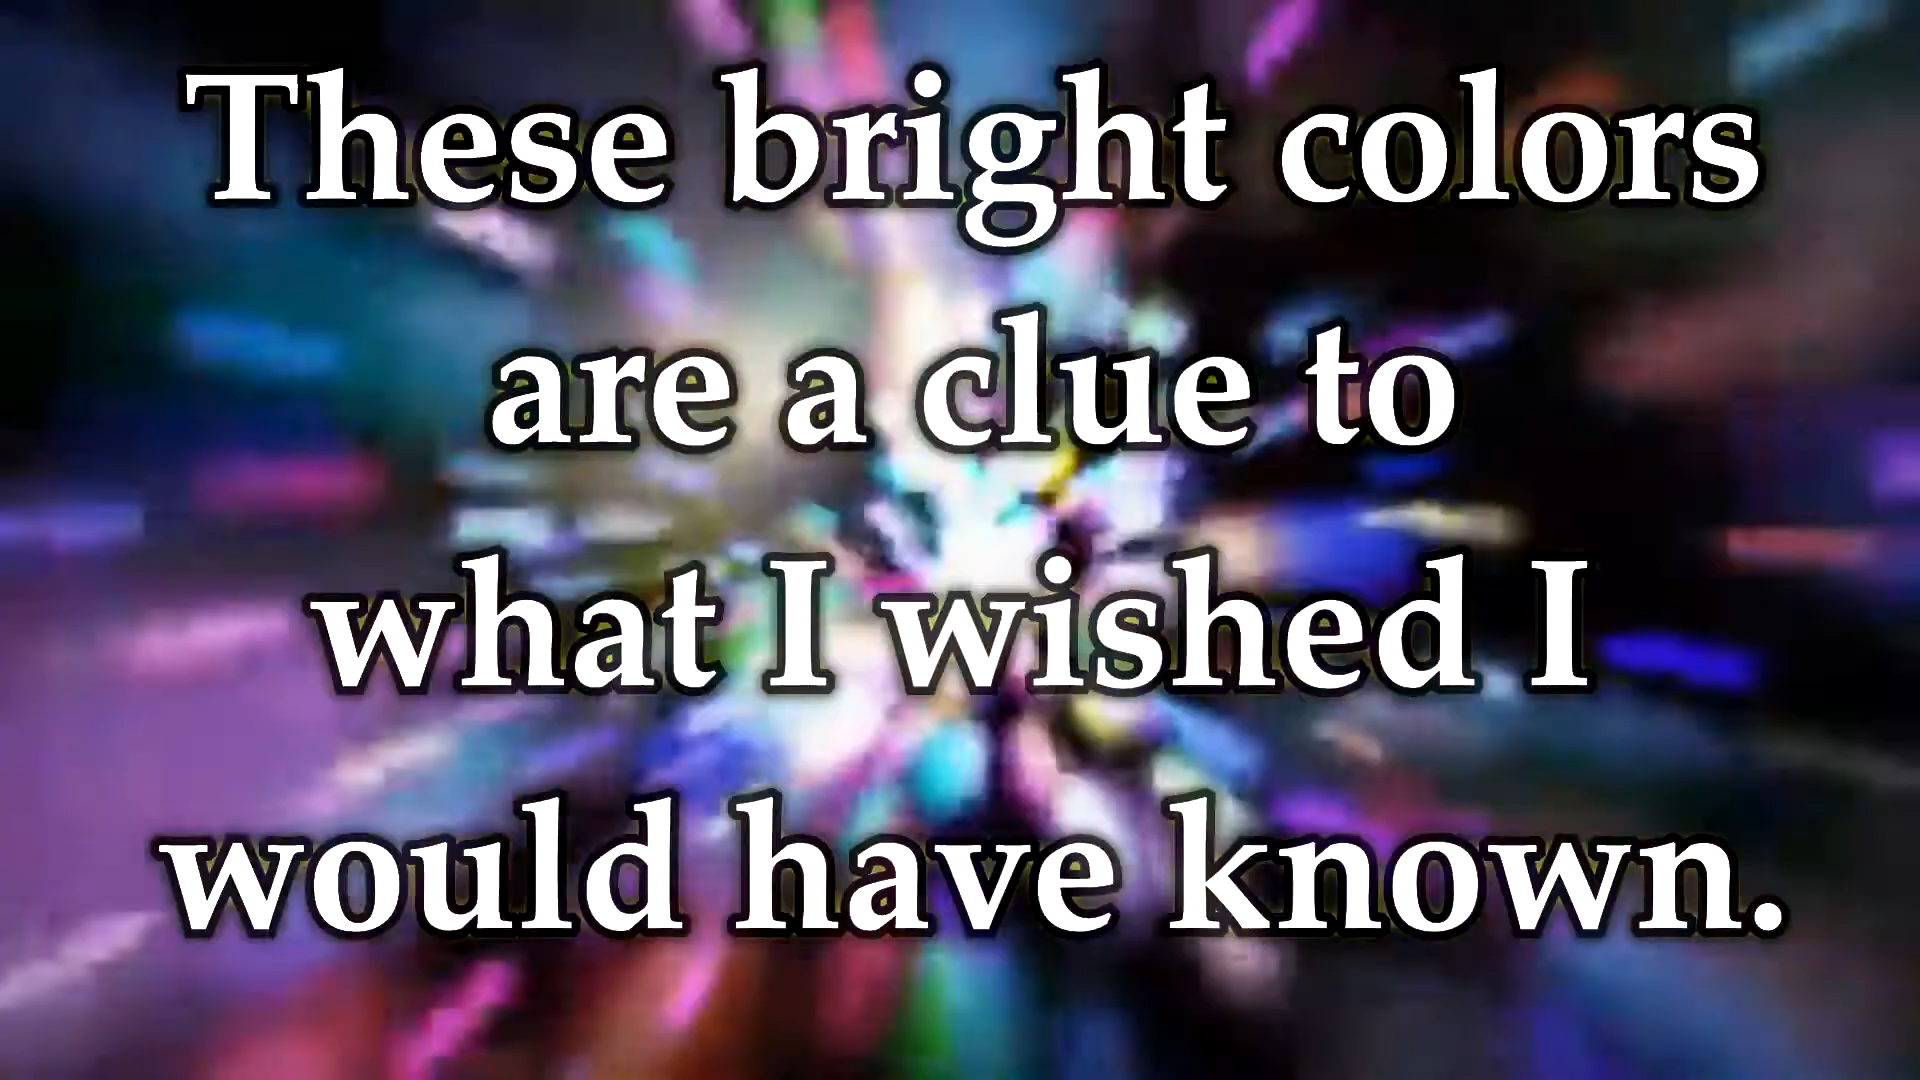 These bright colors
are a clue to
what I wished I
would have known.